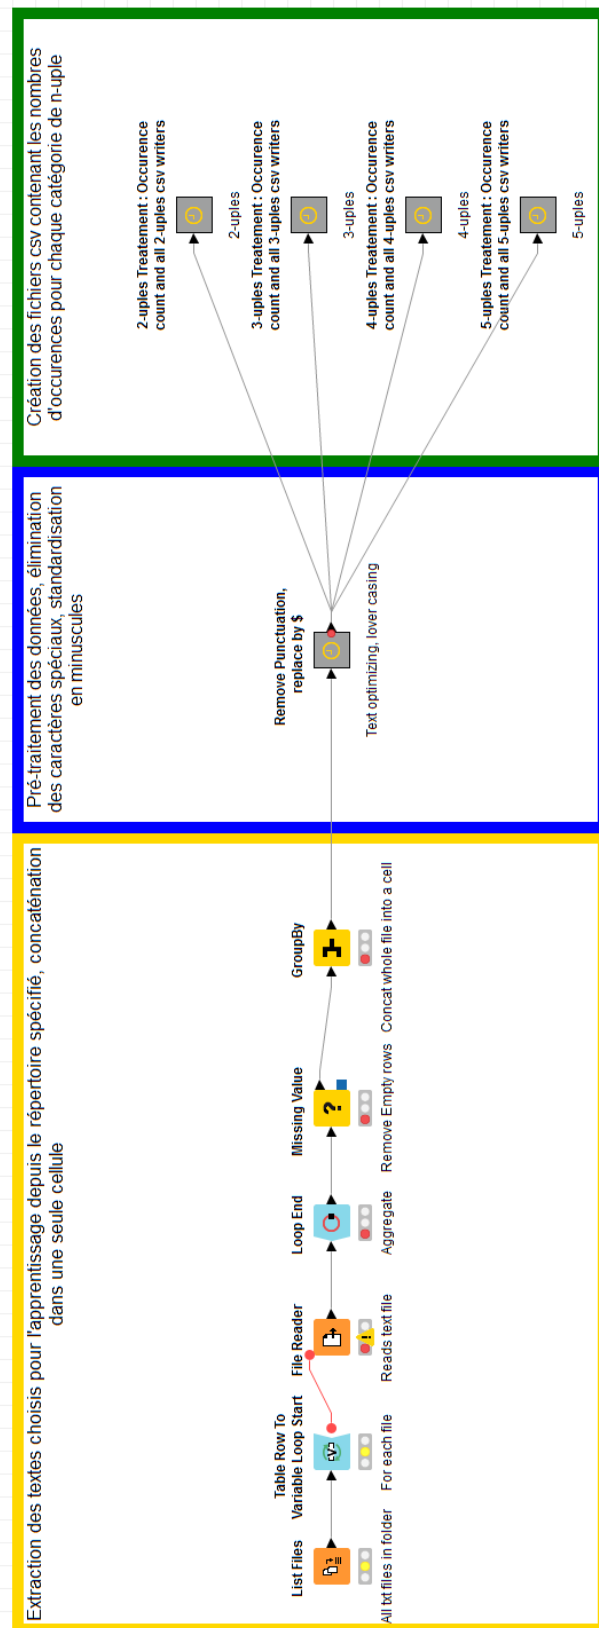 Extraction des textes choisis pour l'apprentissage depuis le répertoire spécifié, concaténation
dans une seule cellule
List Files
All txt files in folder
Table Row To
Variable Loop Start
For each file
File Reader
Reads text file
Loop End
Aggregate
Missing Value
Remove Empty rows
GroupBy
Concat whole file into a cell
Pré-traitement des données, élimination
des caractères spéciaux, standardisation
en minuscules
Remove Punctuation,
replace by $
Text optimizing, lover casing
Création des fichiers csv contenant les nombres
d'occurences pour chaque catégorie de n-uple
2-uples Treatement : Occurence
count and all 2-uples csv writers
2-uples
3-uples Treatement : Occurence
count and all 3-uples csv writers
3-uples
4-uples Treatement : Occurence
count and all 4-uples csv writers
4-uples
5-uples Treatement : Occurence
count and all 5-uples csv writers
5-uples